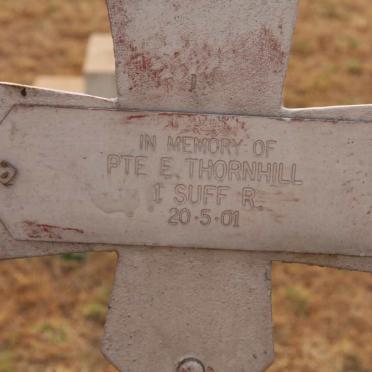 IN MEMORY OF
PTE E. THORNHILL
1 SUFF R.
20·5·01